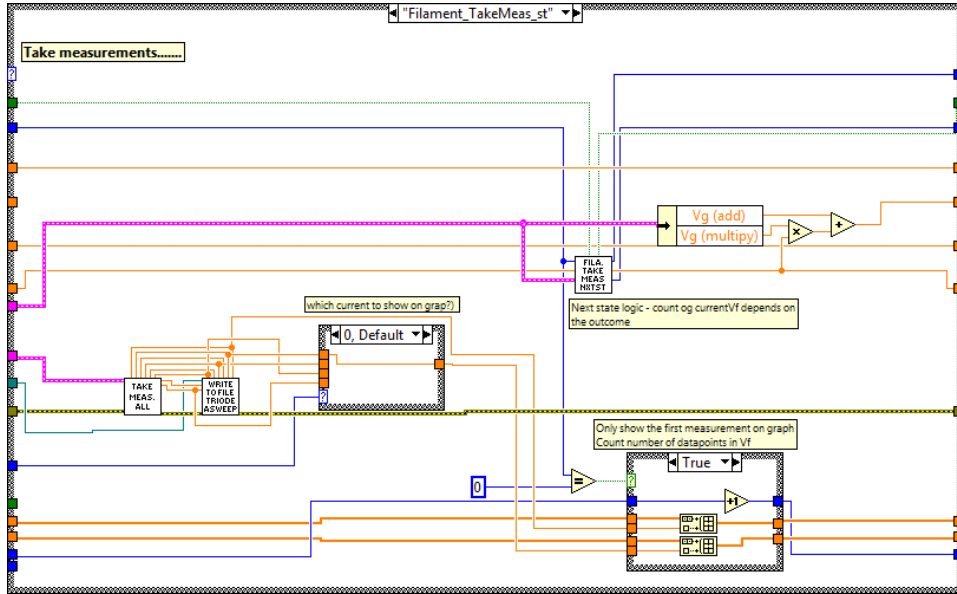 "Filament_TakeMeas_st"
Take measurements.......
?
Vg (add)
Vg (multipy)
×
+
FILA.
TAKE
MEAS
NXTST
Next state logic - count og currentVf depends on
the outcome
which current to show on grap?)
0, Default
?
TAKE
MEAS.
ALL
WRITE
TO FILE
TRIODE
ASWEEP
Only show the first measurement on graph
Count number of datapoints in Vf
True
0
=
?
+1